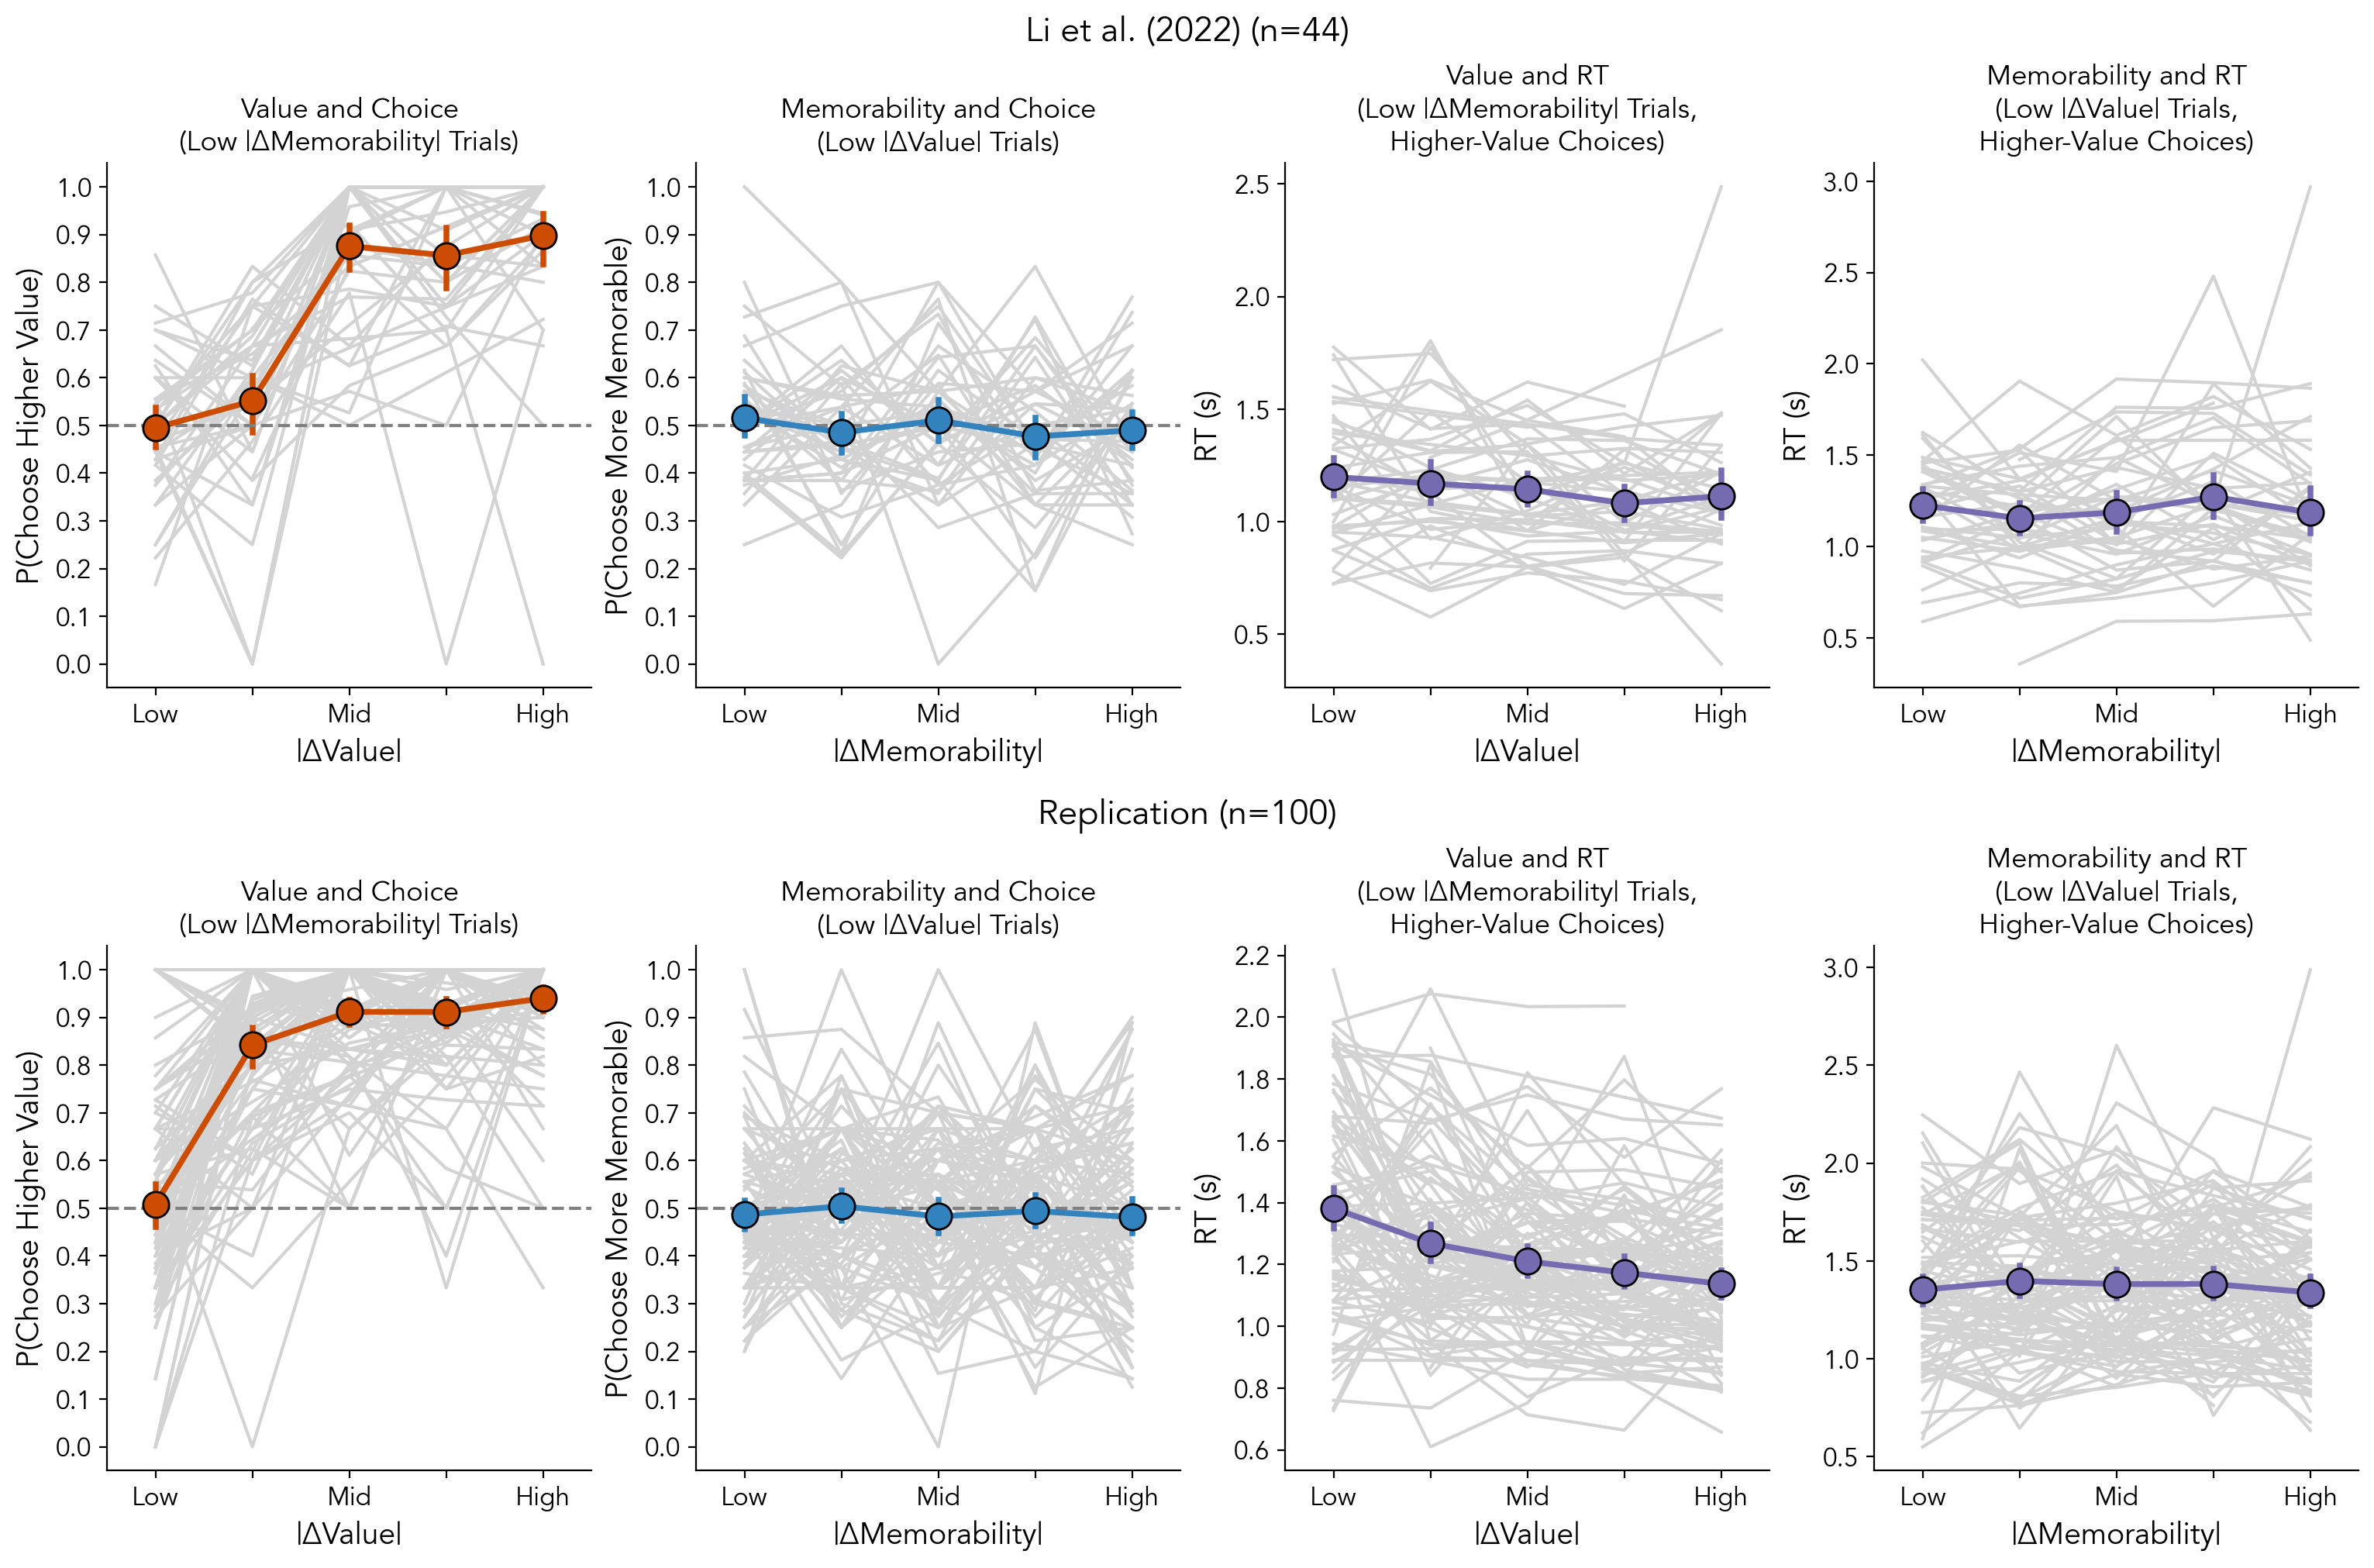 Li et al. (2022) (n=44)
Value and Choice
(Low |ΔMemorability| Trials)
P(Choose Higher Value)
1.0
0.9
0.8
0.7
0.6
0.5
0.4
0.3
0.2
0.1
0.0
Low Mid High
|ΔValue|
Memorability and Choice
(Low |ΔValue| Trials)
P(Choose More Memorable)
1.0
0.9
0.8
0.7
0.6
0.5
0.4
0.3
0.2
0.1
0.0
Low Mid High
|ΔMemorability|
Value and RT
(Low |ΔMemorability| Trials,
Higher-Value Choices)
RT (s)
2.5
2.0
1.5
1.0
0.5
Low Mid High
|ΔValue|
Memorability and RT
(Low |ΔValue| Trials,
Higher-Value Choices)
RT (s)
3.0
2.5
2.0
1.5
1.0
0.5
Low Mid High
|ΔMemorability|
Replication (n=100)
Value and Choice
(Low |ΔMemorability| Trials)
P(Choose Higher Value)
1.0
0.9
0.8
0.7
0.6
0.5
0.4
0.3
0.2
0.1
0.0
Low Mid High
|ΔValue|
Memorability and Choice
(Low |ΔValue| Trials)
P(Choose More Memorable)
1.0
0.9
0.8
0.7
0.6
0.5
0.4
0.3
0.2
0.1
0.0
Low Mid High
|ΔMemorability|
Value and RT
(Low |ΔMemorability| Trials,
Higher-Value Choices)
RT (s)
2.2
2.0
1.8
1.6
1.4
1.2
1.0
0.8
0.6
Low Mid High
|ΔValue|
Memorability and RT
(Low |ΔValue| Trials,
Higher-Value Choices)
RT (s)
3.0
2.5
2.0
1.5
1.0
0.5
Low Mid High
|ΔMemorability|